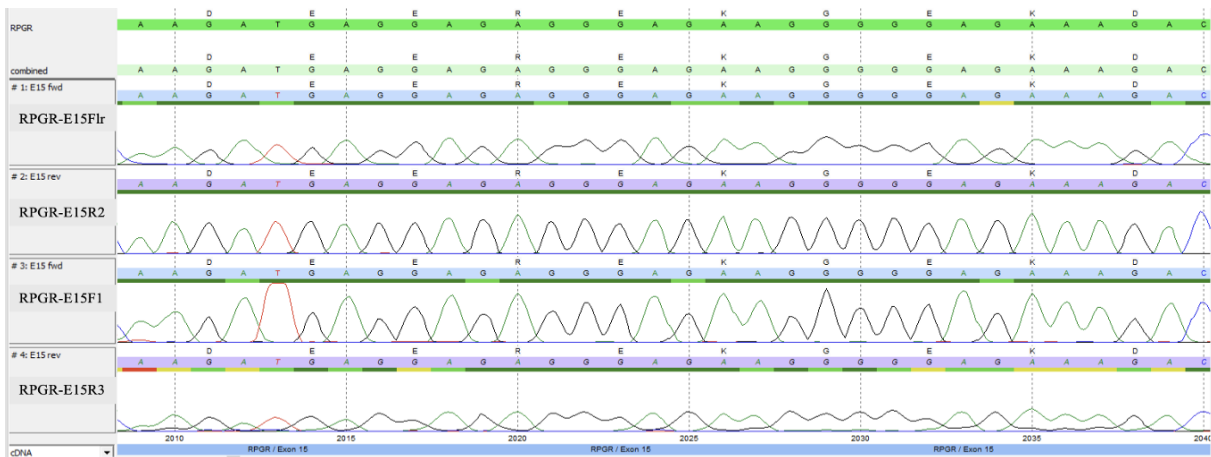 D E E R E K G E K D
RPGR A A G A T G A G G A G A G G G A G A A G G G G G A G A A A G A C
D E E R E K G E K D
combined A A G A T G A G G A G A G G G A G A A G G G G G A G A A A G A C
# 1: E15 fwd D E E R E K G E K D
A A G A T G A G G A G A G G G A G A A G G G G G A G A A A G A C
RPGR-E15Flr
# 2: E15 rev D E E R E K G E K D
A A G A T G A G G A G A G G G A G A A G G G G G A G A A A G A C
RPGR-E15R2
# 3: E15 fwd D E E R E K G E K D
A A G A T G A G G A G A G G G A G A A G G G G G A G A A A G A C
RPGR-E15F1
# 4: E15 rev D E E R E K G E K D
A A G A T G A G G A G A G G G A G A A G G G G G A G A A A G A C
RPGR-E15R3
2010 2015 2020 2025 2030 2035 2040
cDNA RPGR / Exon 15 RPGR / Exon 15 RPGR / Exon 15